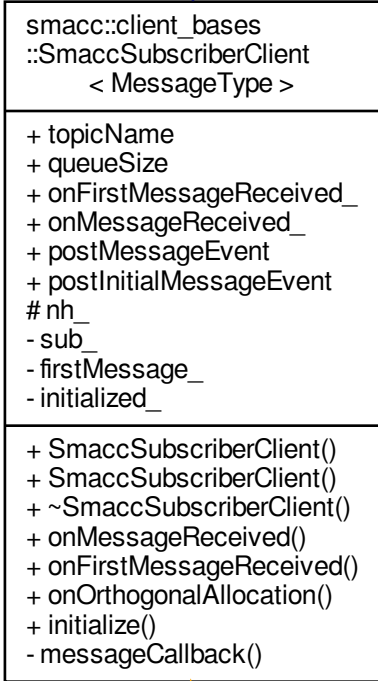 smacc::client_bases
::SmaccSubscriberClient
< MessageType >
+ topicName
+ queueSize
+ onFirstMessageReceived_
+ onMessageReceived_
+ postMessageEvent
+ postInitialMessageEvent
# nh_
- sub_
- firstMessage_
- initialized_
+ SmaccSubscriberClient()
+ SmaccSubscriberClient()
+ ~SmaccSubscriberClient()
+ onMessageReceived()
+ onFirstMessageReceived()
+ onOrthogonalAllocation()
+ initialize()
- messageCallback()